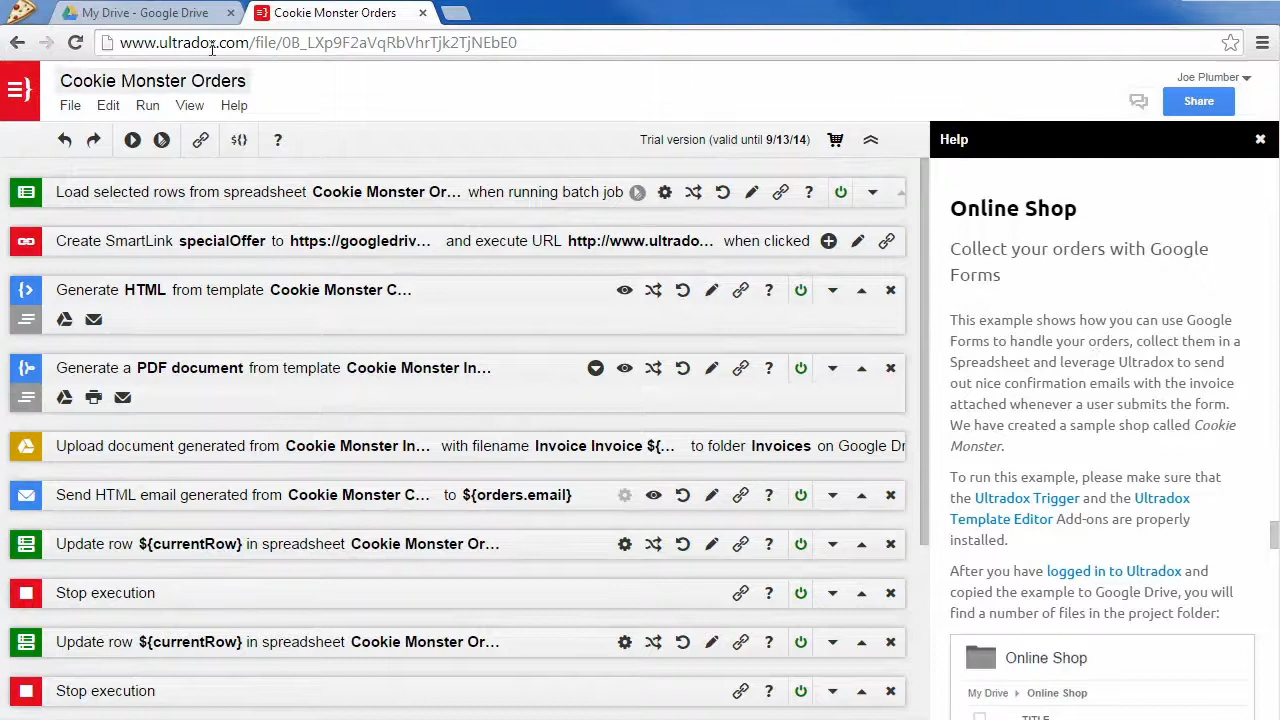 My Drive - Google Drive
Cookie Monster Orders
www.ultradox.com/file/0B_LXp9F2aVqRbVhrTjk2TjNEbE0
Cookie Monster Orders
Joe Plumber
File Edit Run View Help
Share
Trial version (valid until 9/13/14)
Help
Load selected rows from spreadsheet Cookie Monster Or... when running batch job
Create SmartLink specialOffer to https://googledriv... and execute URL http://www.ultrado... when clicked
Generate HTML from template Cookie Monster C...
Generate a PDF document from template Cookie Monster In...
Upload document generated from Cookie Monster In... with filename Invoice Invoice ${... to folder Invoices on Google Dr
Send HTML email generated from Cookie Monster C... to ${orders.email}
Update row ${currentRow} in spreadsheet Cookie Monster Or...
Stop execution
Update row ${currentRow} in spreadsheet Cookie Monster Or...
Stop execution
Online Shop
Collect your orders with Google
Forms
This example shows how you can use Google
Forms to handle your orders, collect them in a
Spreadsheet and leverage Ultradox to send
out nice confirmation emails with the invoice
attached whenever a user submits the form.
We have created a sample shop called Cookie
Monster.
To run this example, please make sure that
the Ultradox Trigger and the Ultradox
Template Editor Add-ons are properly
installed.
After you have logged in to Ultradox and
copied the example to Google Drive, you will
find a number of files in the project folder:
Online Shop
My Drive Online Shop
TITLE